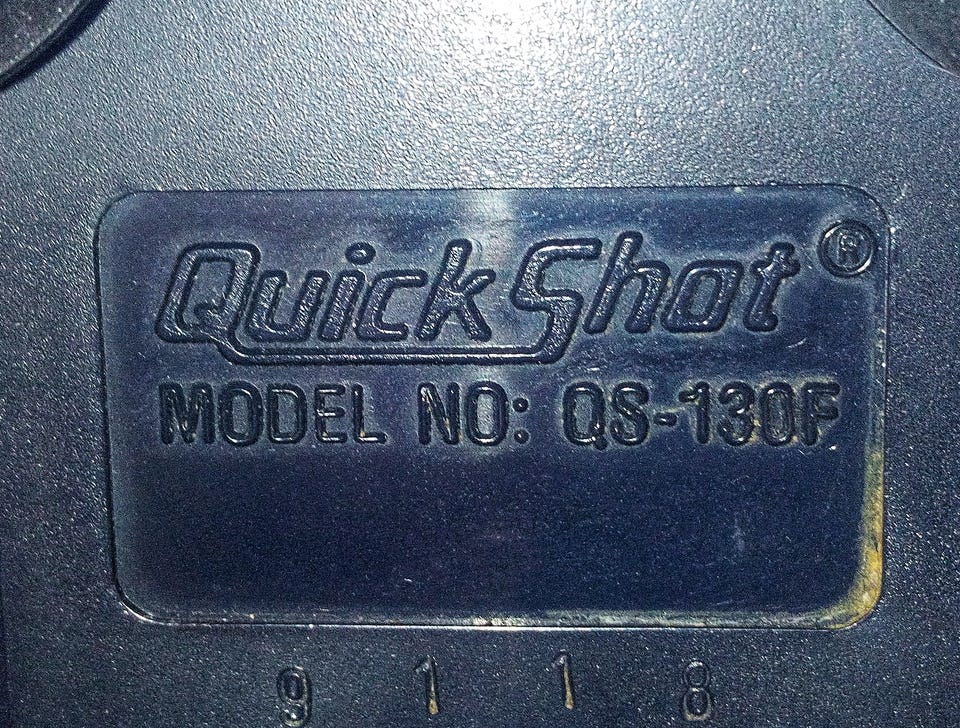 QuickShot®
MODEL NO: QS-130F
9 1 1 8